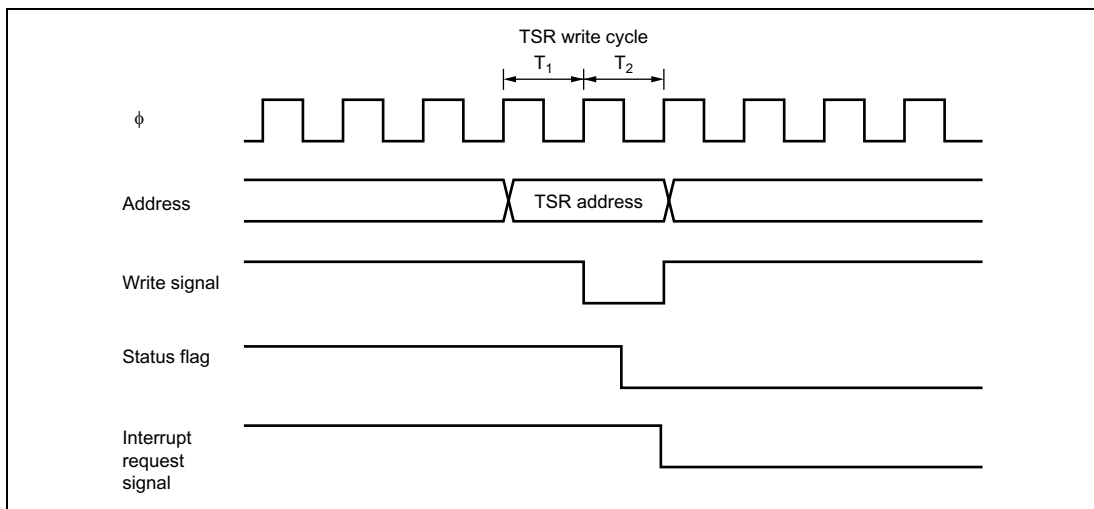 TSR write cycle
T1 T2
ϕ
Address
TSR address
Write signal
Status flag
Interrupt
request
signal